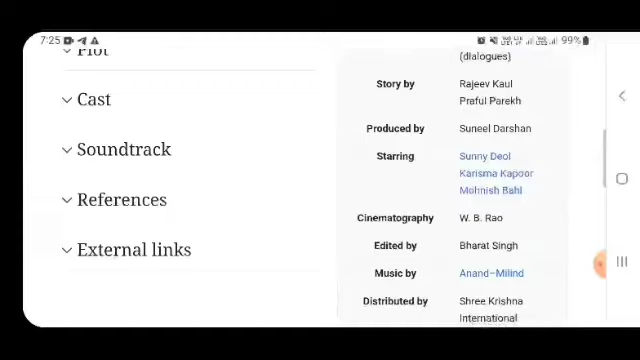 7:25
99%
Plot
Cast
Soundtrack
References
External links
(dialogues)
Story by Rajeev Kaul
Praful Parekh
Produced by Suneel Darshan
Starring Sunny Deol
Karisma Kapoor
Mohnish Bahl
Cinematography W. B. Rao
Edited by Bharat Singh
Music by Anand–Milind
Distributed by Shree Krishna
International